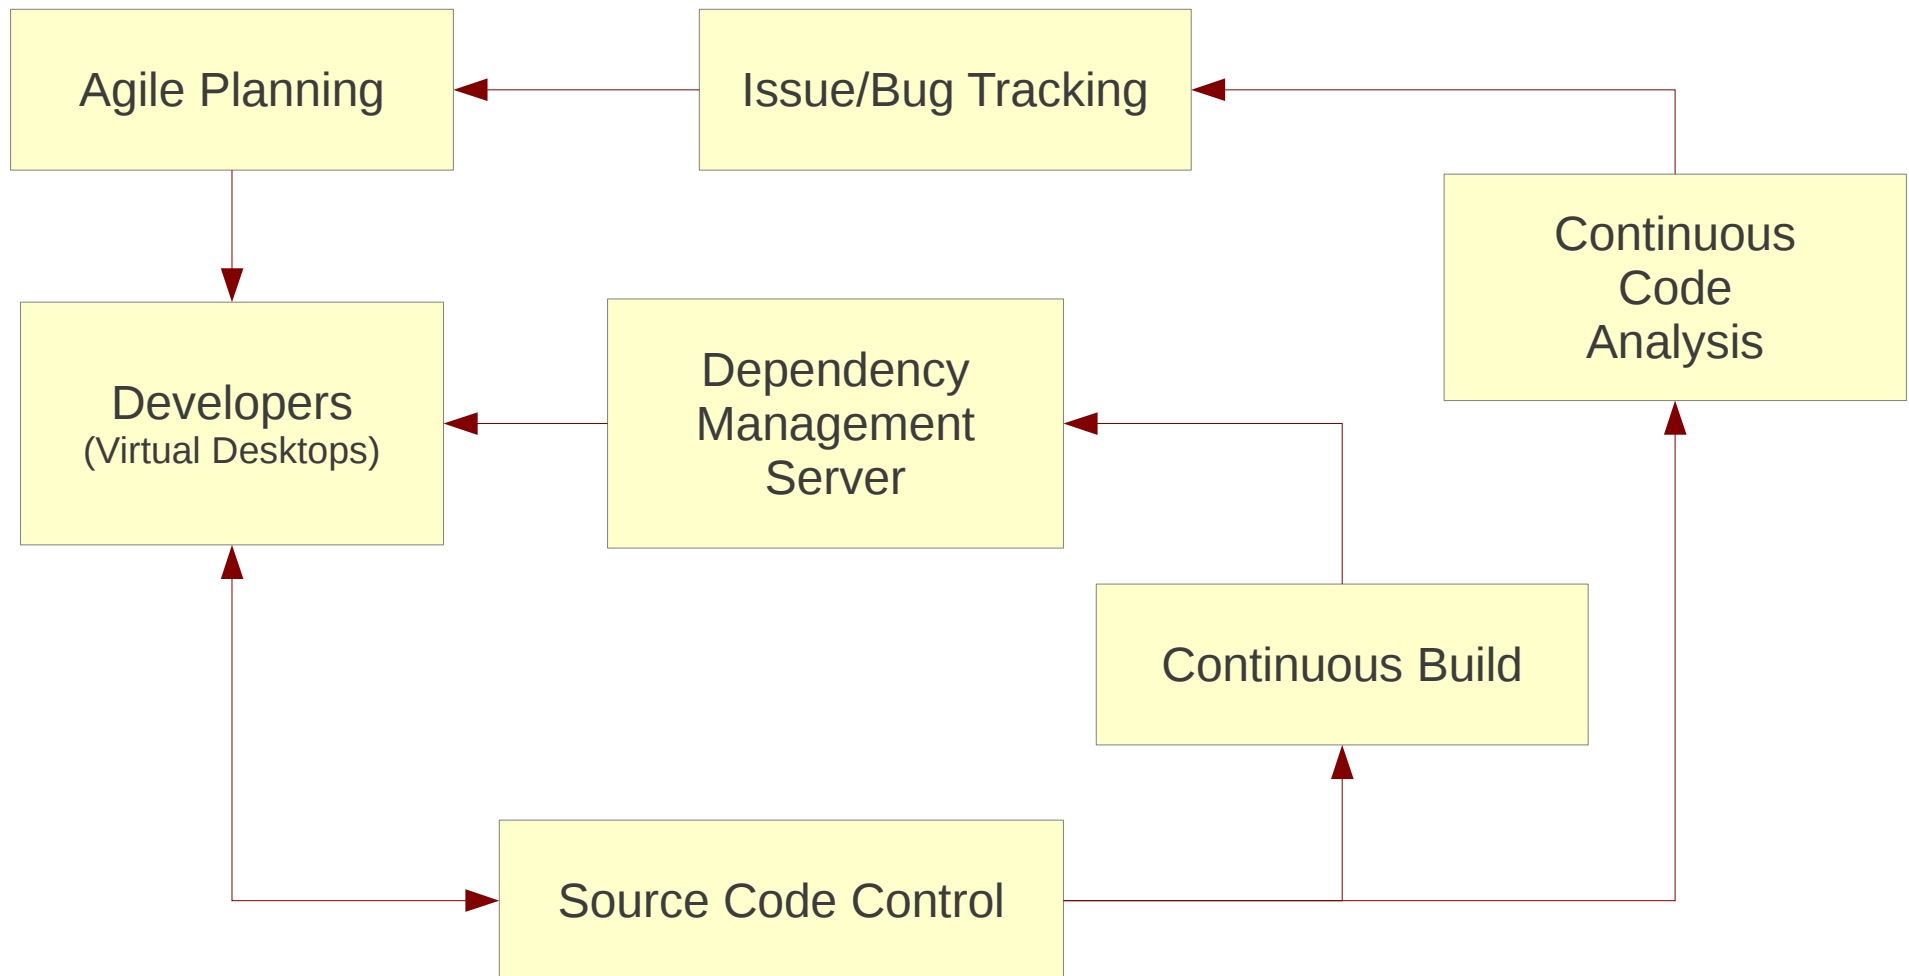 Agile Planning
Issue/Bug Tracking
Continuous
Code
Analysis
Developers
(Virtual Desktops)
Dependency
Management
Server
Continuous Build
Source Code Control